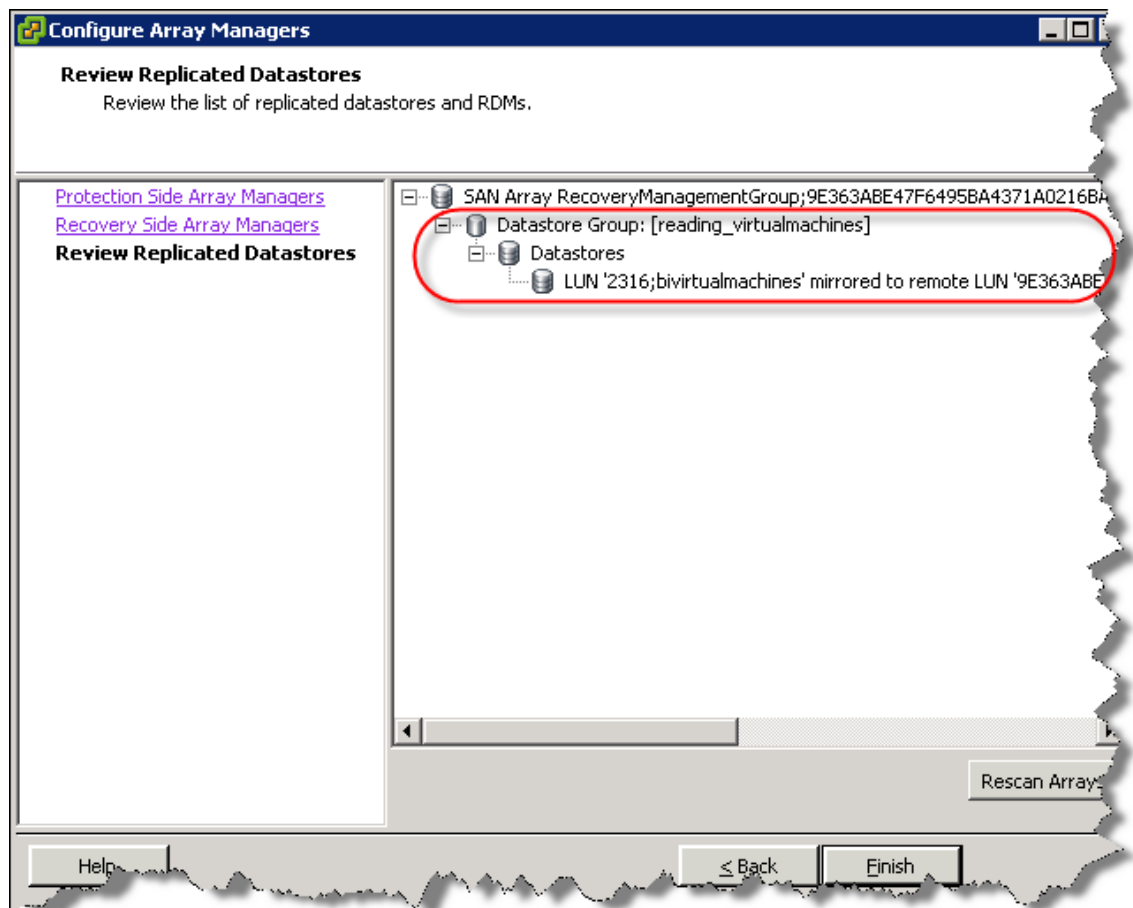 Configure Array Managers
Review Replicated Datastores
Review the list of replicated datastores and RDMs.
Protection Side Array Managers
Recovery Side Array Managers
Review Replicated Datastores
SAN Array RecoveryManagementGroup;9E363ABE47F6495BA4371A0216BA
Datastore Group: [reading_virtualmachines]
Datastores
LUN '2316;bivirtualmachines' mirrored to remote LUN '9E363ABE
Rescan Arrays
Help
< Back
Finish